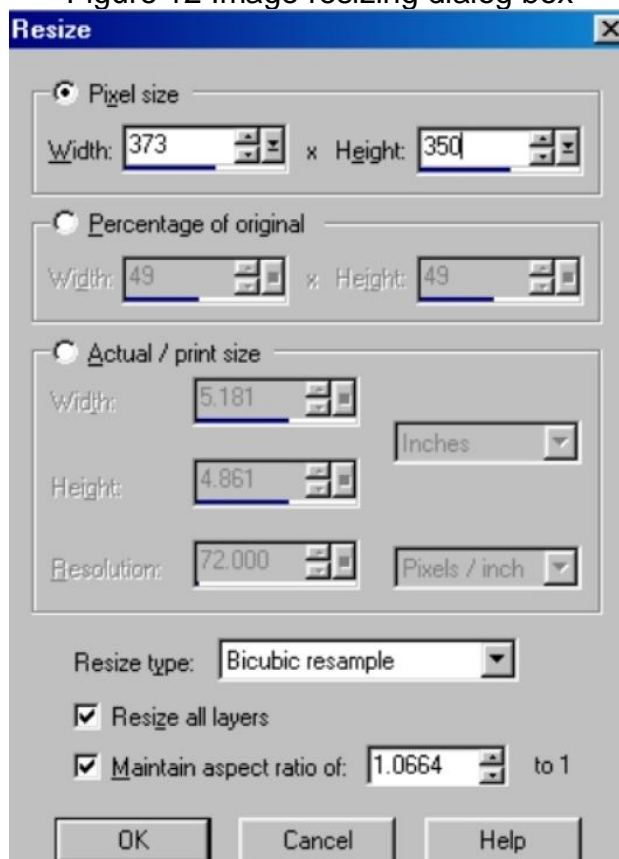 Figure 12 Image resizing dialog box
Resize
Pixel size
Width: 373 x Height: 350
Percentage of original
Width: 49 x Height: 49
Actual / print size
Width: 5.181
Inches
Height: 4.861
Resolution: 72.000 Pixels / inch
Resize type: Bicubic resample
Resize all layers
Maintain aspect ratio of: 1.0664 to 1
OK Cancel Help